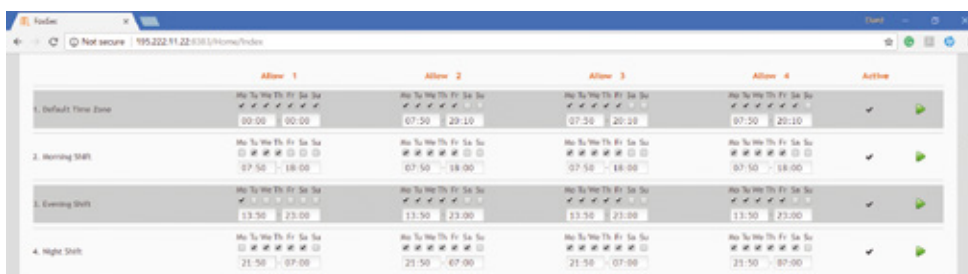 FoxSec
Not secure 195.222.11.22:8383/Home/Index
Allow 1 Allow 2 Allow 3 Allow 4 Active
Mo Tu We Th Fr Sa Su Mo Tu We Th Fr Sa Su Mo Tu We Th Fr Sa Su Mo Tu We Th Fr Sa Su
1. Default Time Zone
00:00 - 00:00 07:50 - 20:10 07:50 - 20:10 07:50 - 20:10
Mo Tu We Th Fr Sa Su Mo Tu We Th Fr Sa Su Mo Tu We Th Fr Sa Su Mo Tu We Th Fr Sa Su
2. Morning Shift
07:50 - 18:00 07:50 - 18:00 07:50 - 18:00 07:50 - 18:00
Mo Tu We Th Fr Sa Su Mo Tu We Th Fr Sa Su Mo Tu We Th Fr Sa Su Mo Tu We Th Fr Sa Su
3. Evening Shift
13:50 - 23:00 13:50 - 23:00 13:50 - 23:00 13:50 - 23:00
Mo Tu We Th Fr Sa Su Mo Tu We Th Fr Sa Su Mo Tu We Th Fr Sa Su Mo Tu We Th Fr Sa Su
4. Night Shift
21:50 - 07:00 21:50 - 07:00 21:50 - 07:00 21:50 - 07:00